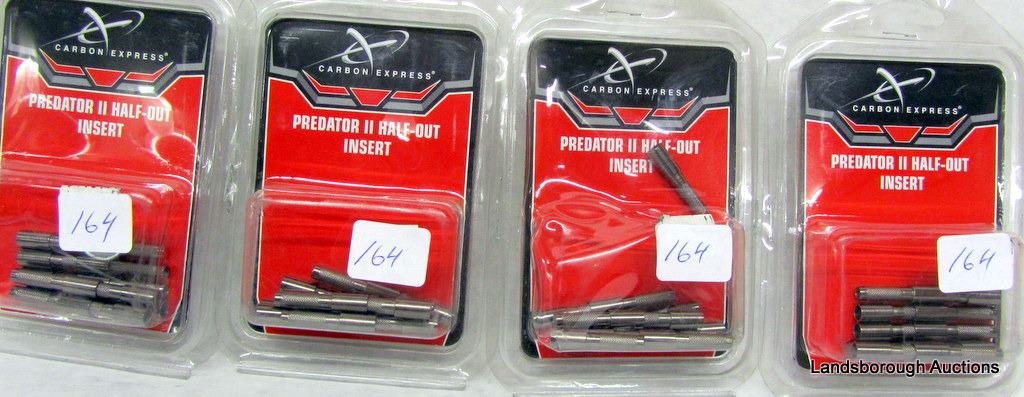 CARBON EXPRESS®
PREDATOR II HALF-OUT
INSERT
164
CARBON EXPRESS®
PREDATOR II HALF-OUT
INSERT
164
CARBON EXPRESS®
PREDATOR II HALF-OUT
INSERT
164
CARBON EXPRESS®
PREDATOR II HALF-OUT
INSERT
164
Landsborough Auctions